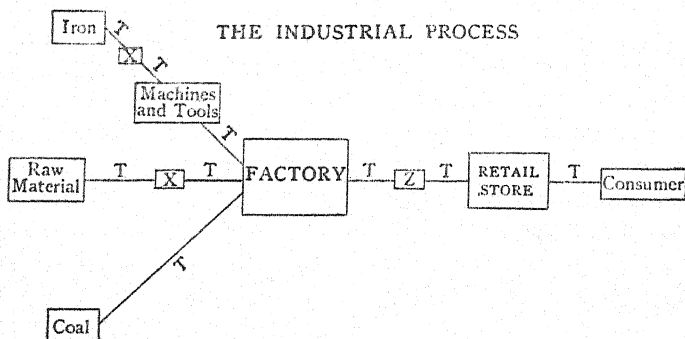 THE INDUSTRIAL PROCESS
Iron
T
X
T
Machines
and Tools
T
Raw
Material
T
X
T
FACTORY
T
Z
T
RETAIL
STORE
T
Consumer
T
Coal